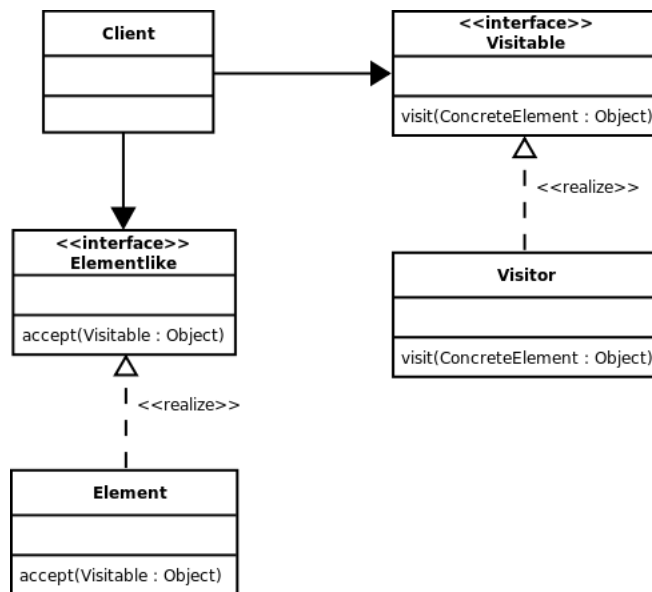 Client
<<interface>>
Visitable
visit(ConcreteElement : Object)
<<realize>>
<<interface>>
Elementlike
accept(Visitable : Object)
Visitor
visit(ConcreteElement : Object)
<<realize>>
Element
accept(Visitable : Object)